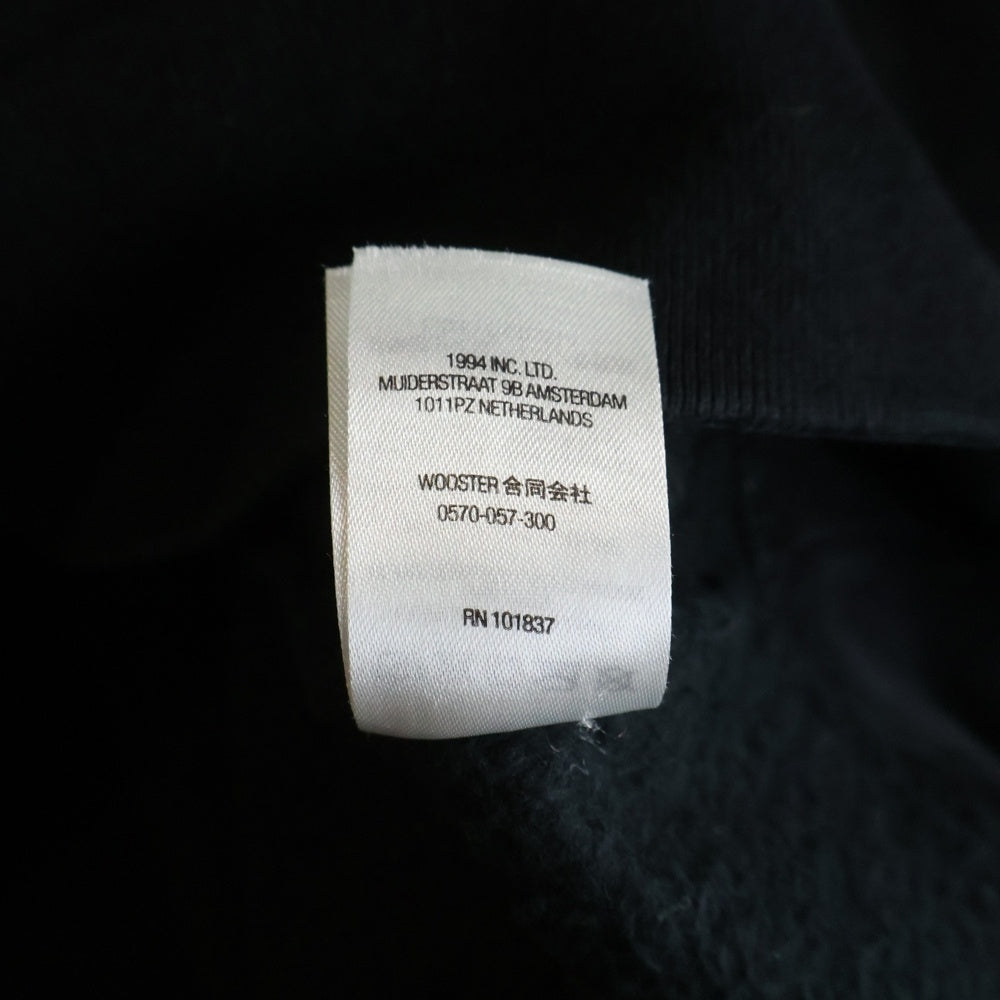 1994 INC. LTD.
MUIDERSTRAAT 9B AMSTERDAM
1011PZ NETHERLANDS
WOOSTER 合同会社
0570-057-300
RN 101837